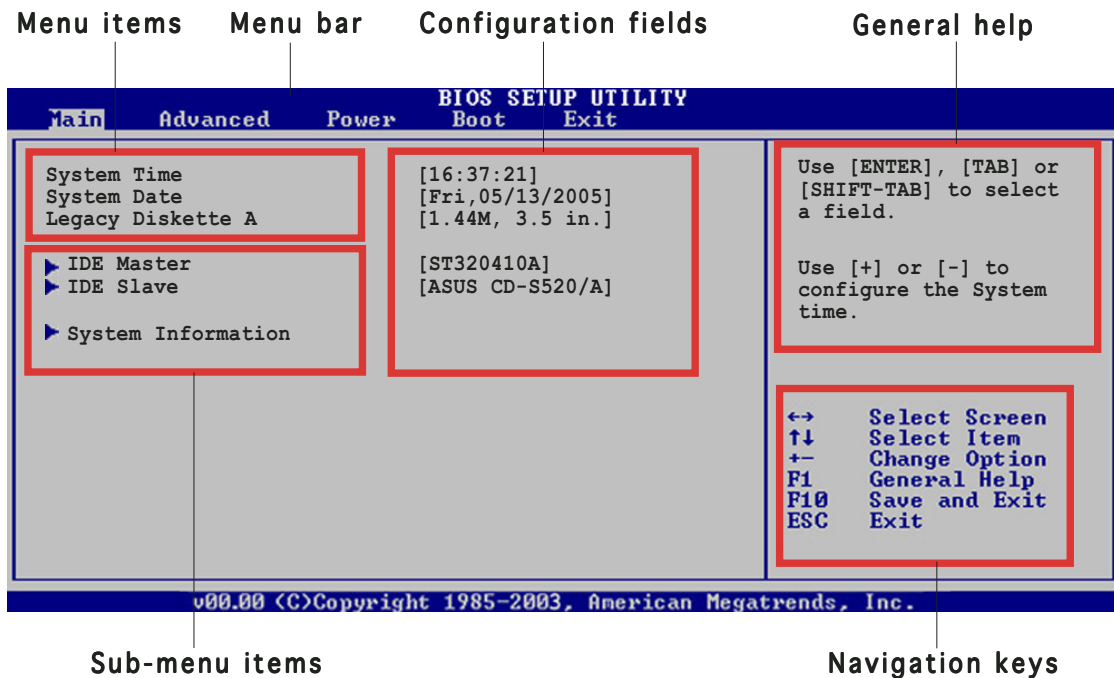 Menu items Menu bar Configuration fields General help
BIOS SETUP UTILITY
Main Advanced Power Boot Exit
System Time [16:37:21]
System Date [Fri,05/13/2005]
Legacy Diskette A [1.44M, 3.5 in.]
IDE Master [ST320410A]
IDE Slave [ASUS CD-S520/A]
System Information
Use [ENTER], [TAB] or
[SHIFT-TAB] to select
a field.
Use [+] or [-] to
configure the System
time.
←→ Select Screen
↑↓ Select Item
+- Change Option
F1 General Help
F10 Save and Exit
ESC Exit
v00.00 (C)Copyright 1985-2003, American Megatrends, Inc.
Sub-menu items Navigation keys